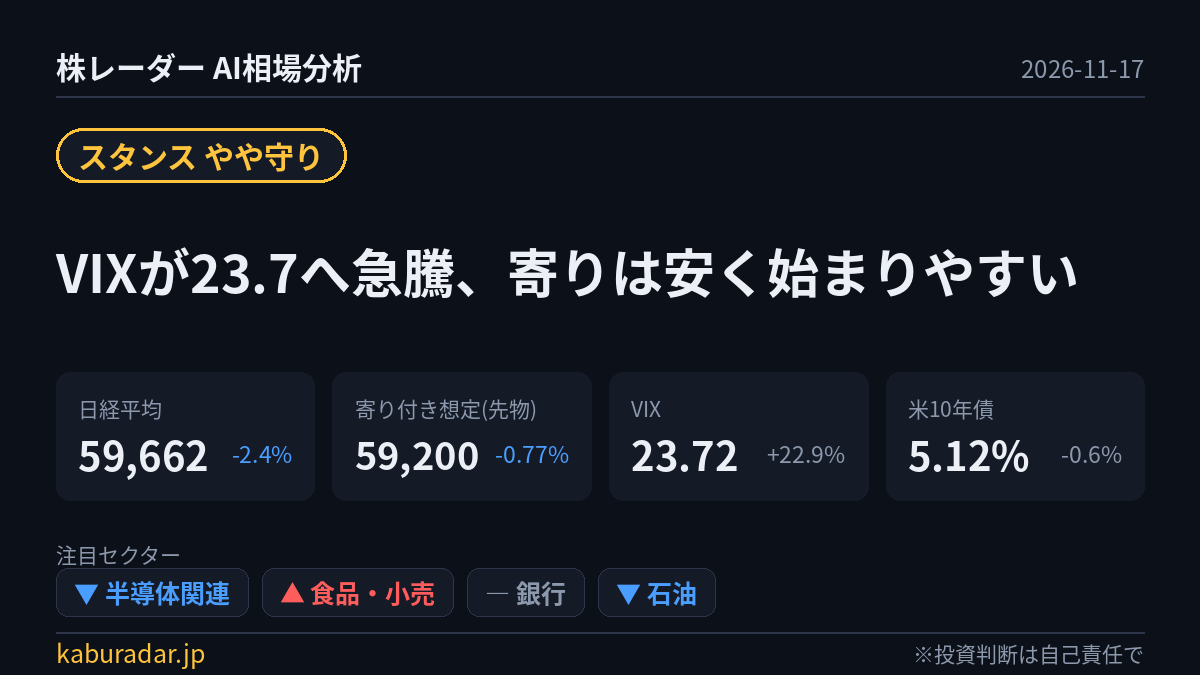 株レーダー AI相場分析
2026-11-17
スタンス やや守り
VIXが23.7へ急騰、寄りは安く始まりやすい
日経平均
59,662 -2.4%
寄り付き想定(先物)
59,200 -0.77%
VIX
23.72 +22.9%
米10年債
5.12% -0.6%
注目セクター
▼ 半導体関連
▲ 食品・小売
― 銀行
▼ 石油
kaburadar.jp
※投資判断は自己責任で